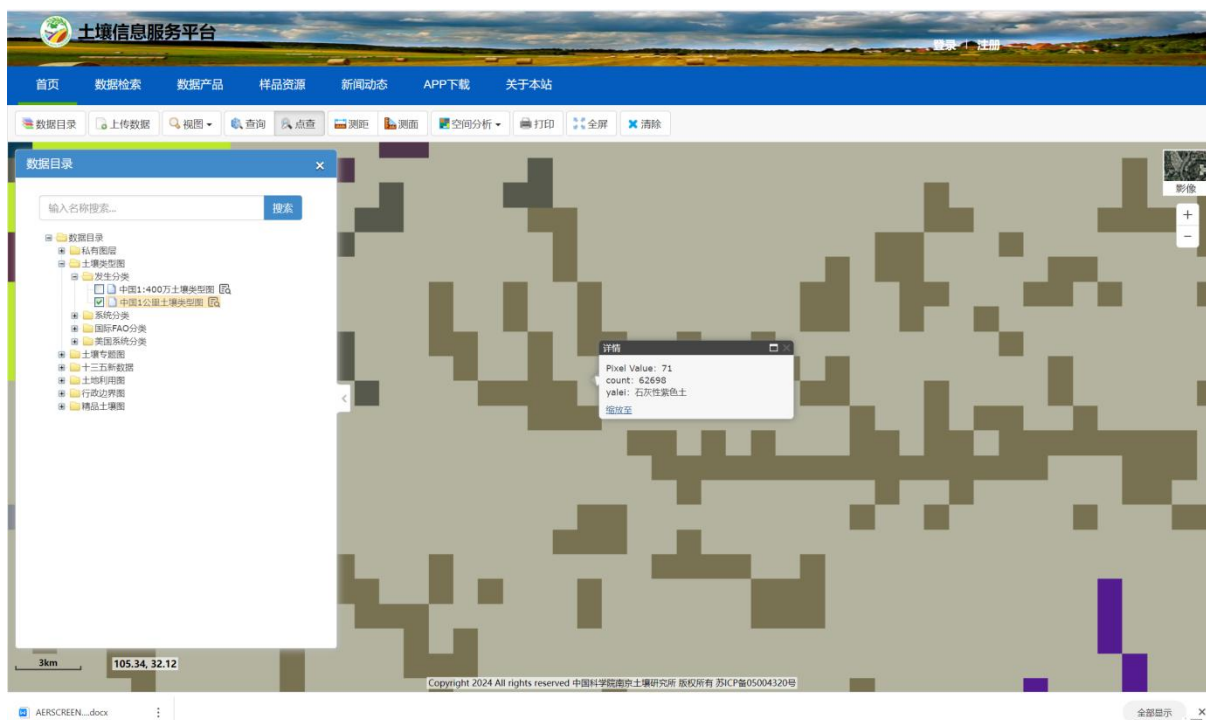 土壤信息服务平台
登录 | 注册
首页 数据检索 数据产品 样品资源 新闻动态 APP下载 关于本站
数据目录 上传数据 视图 查询 点查 测距 测面 空间分析 打印 全屏 清除
数据目录 ×
输入名称搜索... 搜索
数据目录
私有图层
土壤类型图
发生分类
中国1:400万土壤类型图
中国1公里土壤类型图
系统分类
国际FAO分类
美国系统分类
土壤专题图
十三五新数据
土地利用图
行政边界图
精品土壤图
影像
+
−
详情
Pixel Value: 71
count: 62698
yalei: 石灰性紫色土
缩放至
3km 105.34, 32.12
Copyright 2024 All rights reserved 中国科学院南京土壤研究所 版权所有 苏ICP备05004320号
AERSCREEN....docx 全部显示 ×